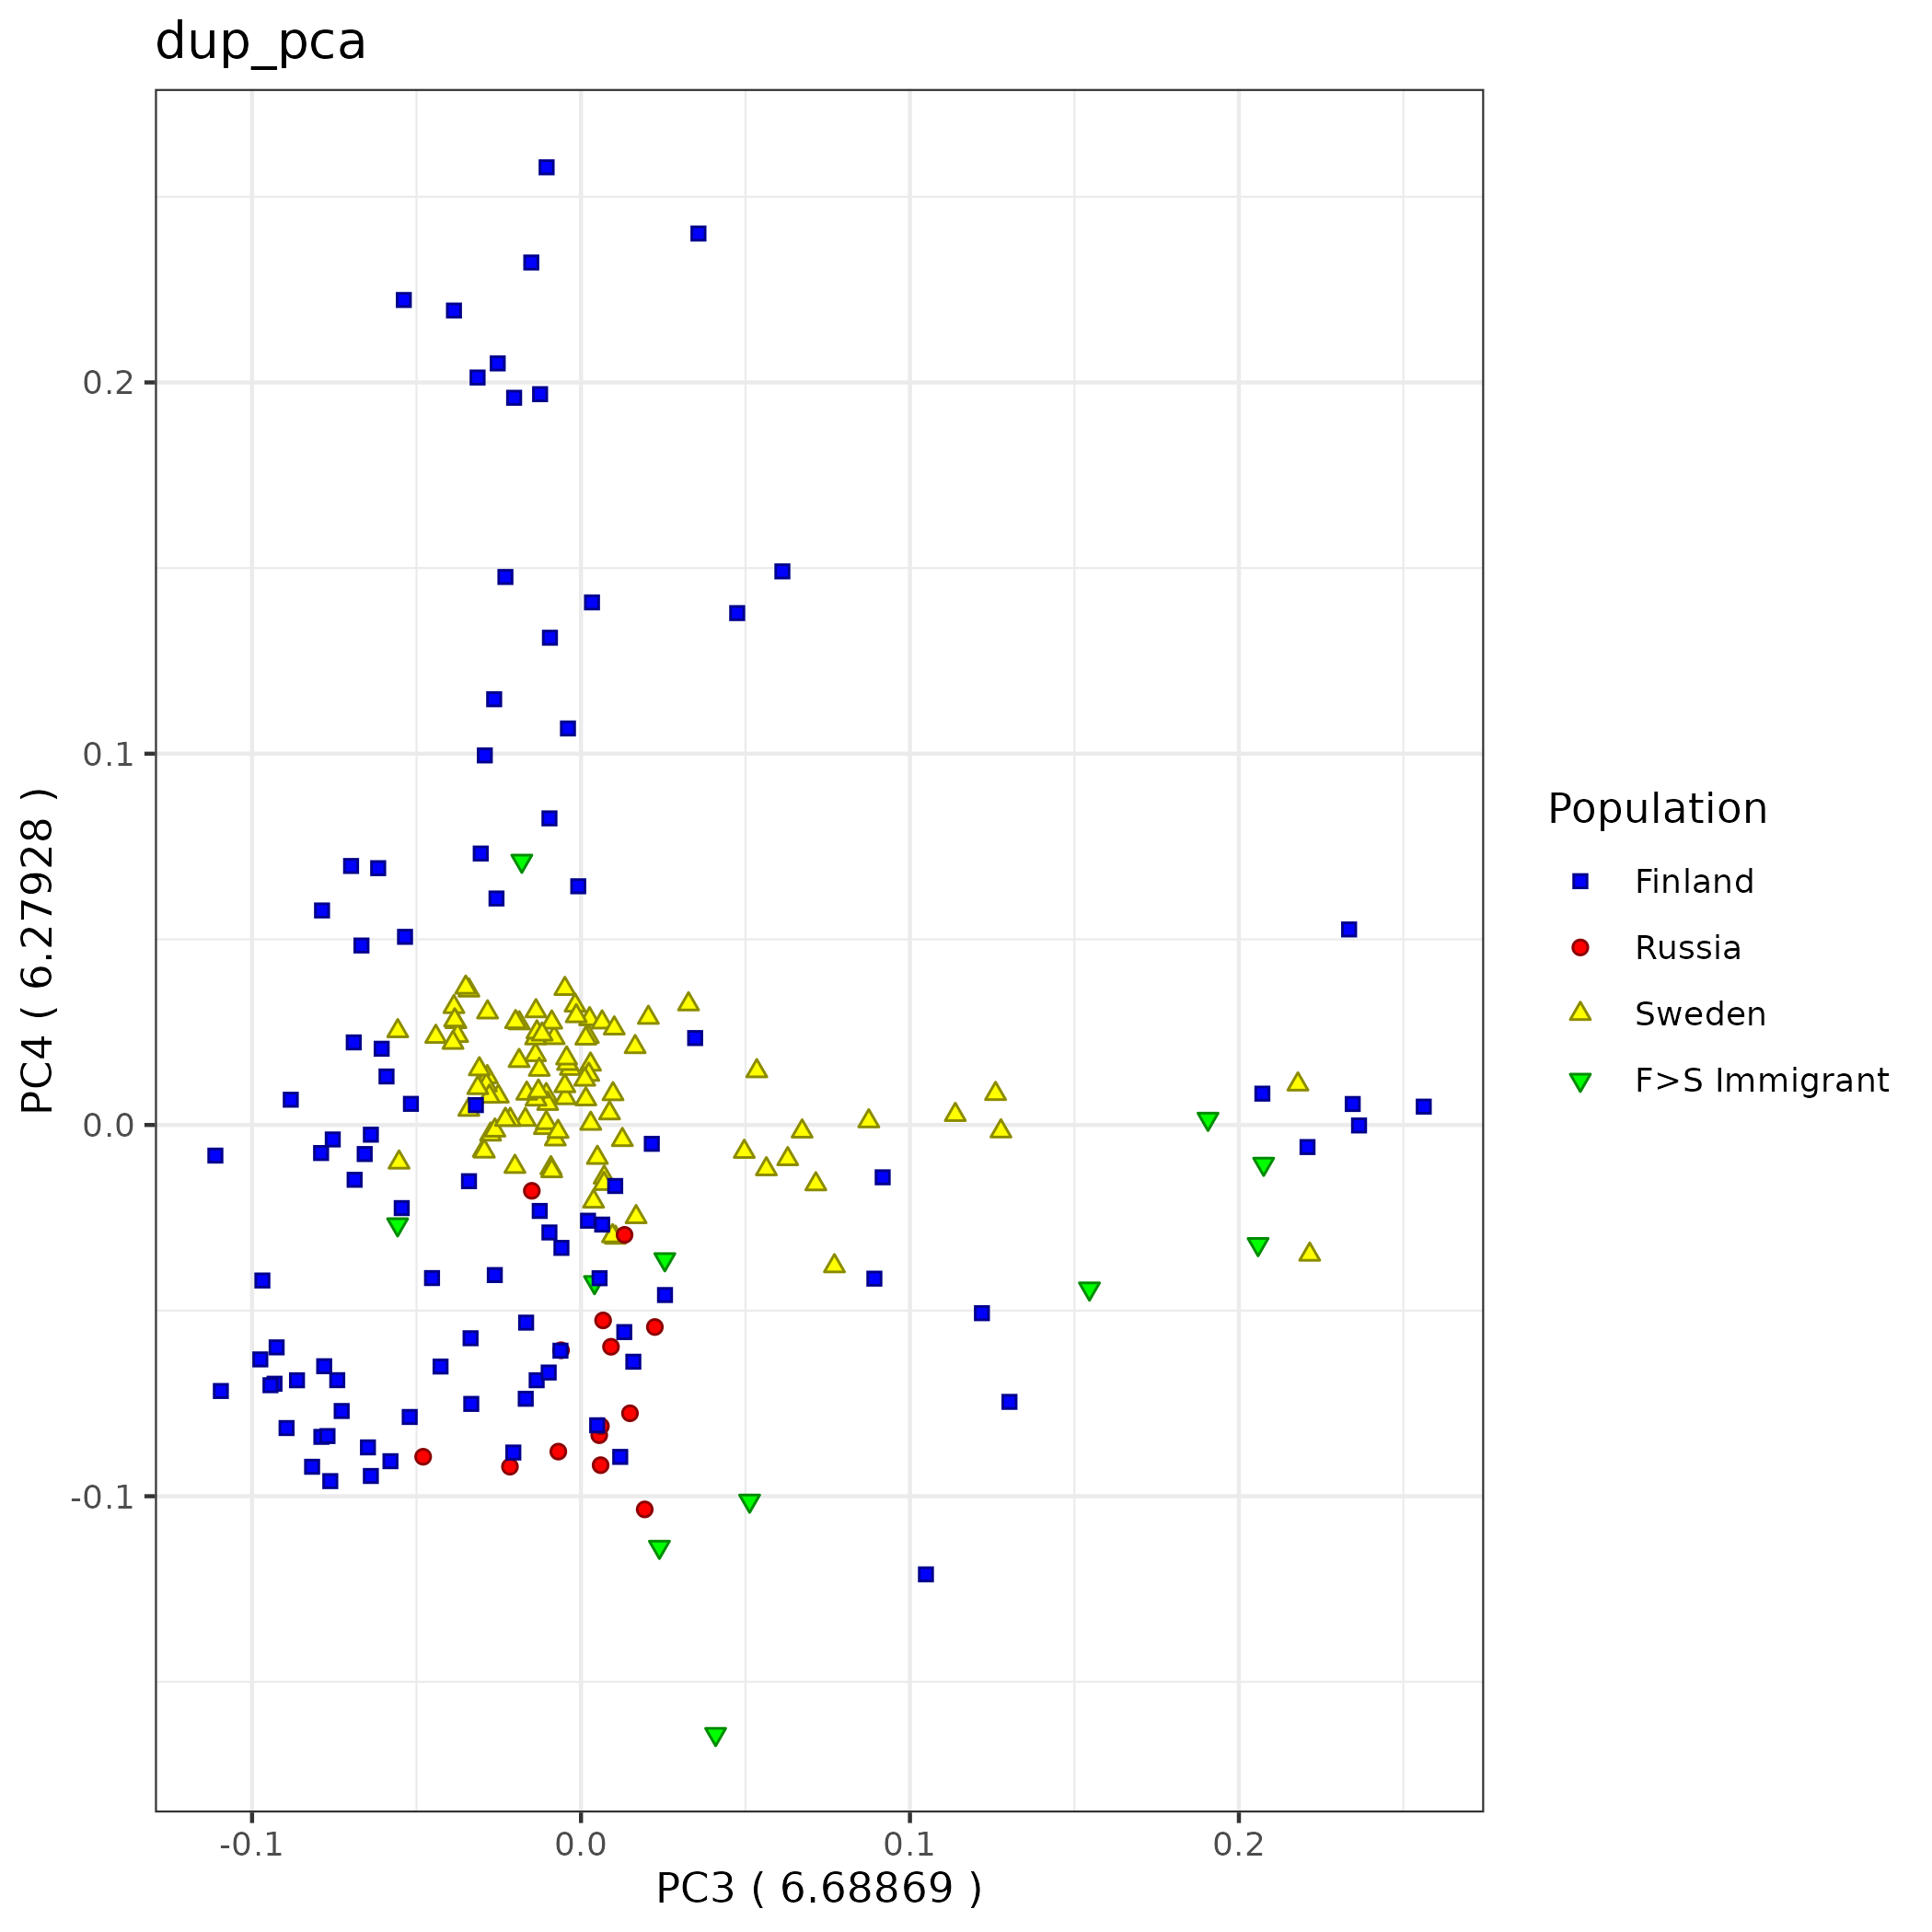 dup_pca
PC4 ( 6.27928 )
0.2
0.1
0.0
-0.1
-0.1
0.0
0.1
0.2
PC3 ( 6.68869 )
Population
Finland
Russia
Sweden
F>S Immigrant